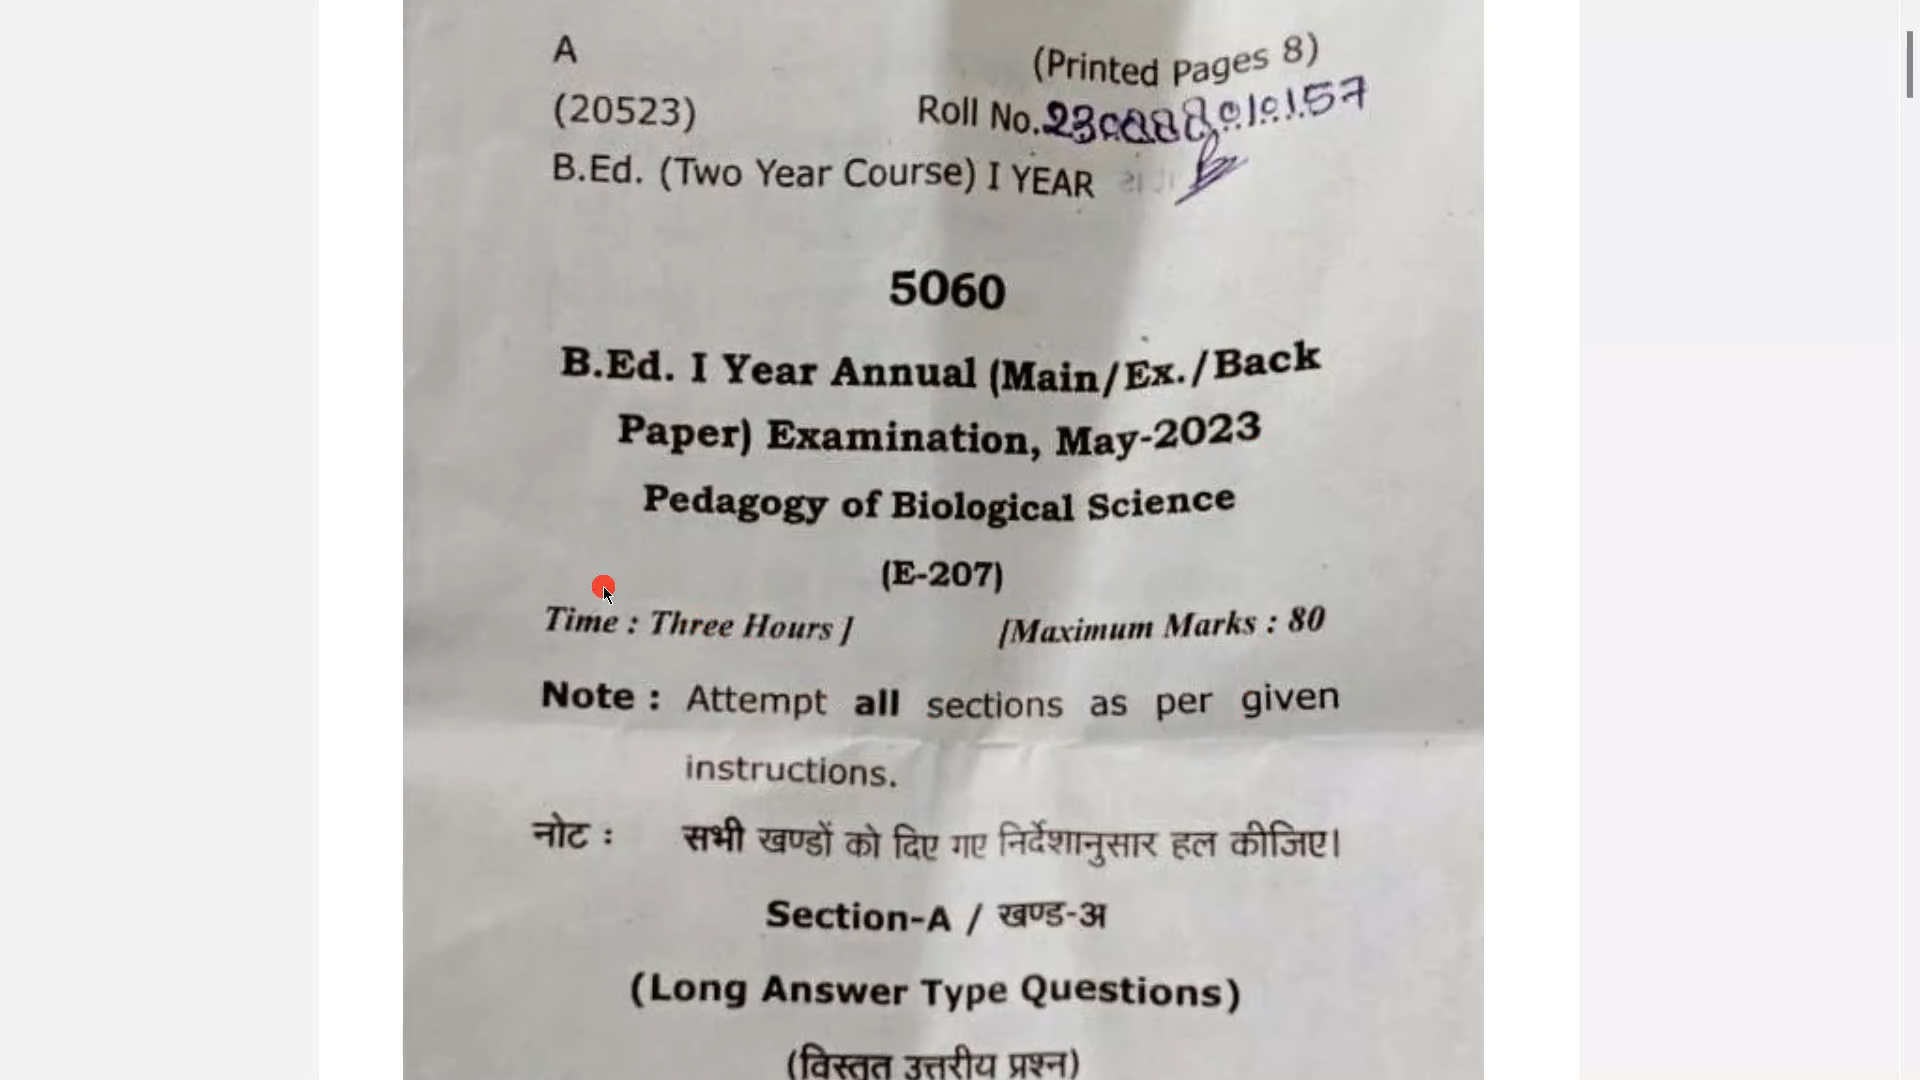 A
(Printed Pages 8)
(20523)
Roll No.
B.Ed. (Two Year Course) I YEAR
5060
B.Ed. I Year Annual (Main/Ex./Back
Paper) Examination, May-2023
Pedagogy of Biological Science
(E-207)
Time : Three Hours ]
[Maximum Marks : 80
Note : Attempt all sections as per given
instructions.
नोट : सभी खण्डों को दिए गए निर्देशानुसार हल कीजिए।
Section-A / खण्ड-अ
(Long Answer Type Questions)
(विस्तृत उत्तरीय प्रश्न)